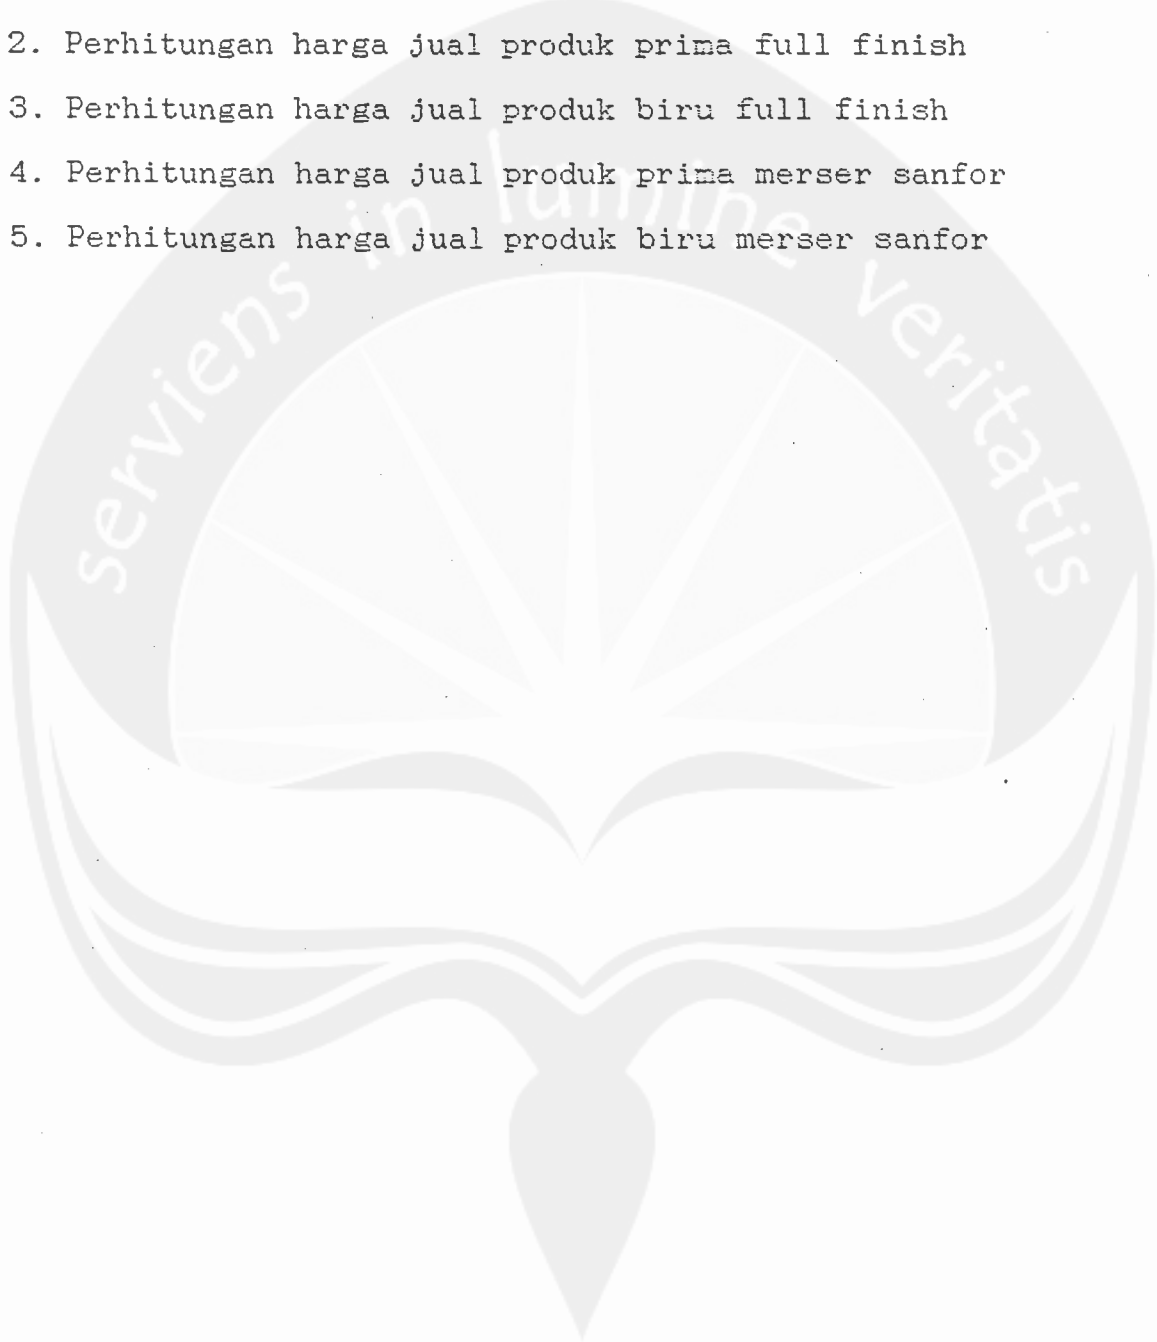 2. Perhitungan harga jual produk prima full finish
3. Perhitungan harga jual produk biru full finish
4. Perhitungan harga jual produk prima merser sanfor
5. Perhitungan harga jual produk biru merser sanfor
serviens in lumine veritatis